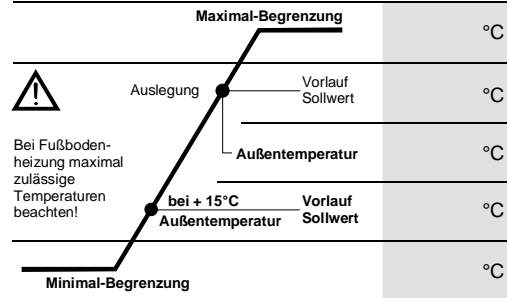 Maximal-Begrenzung
°C
Auslegung
Vorlauf
Sollwert
°C
Bei Fußboden-
heizung maximal
zulässige
Temperaturen
beachten!
Außentemperatur
°C
bei + 15°C
Außentemperatur
Vorlauf
Sollwert
°C
Minimal-Begrenzung
°C